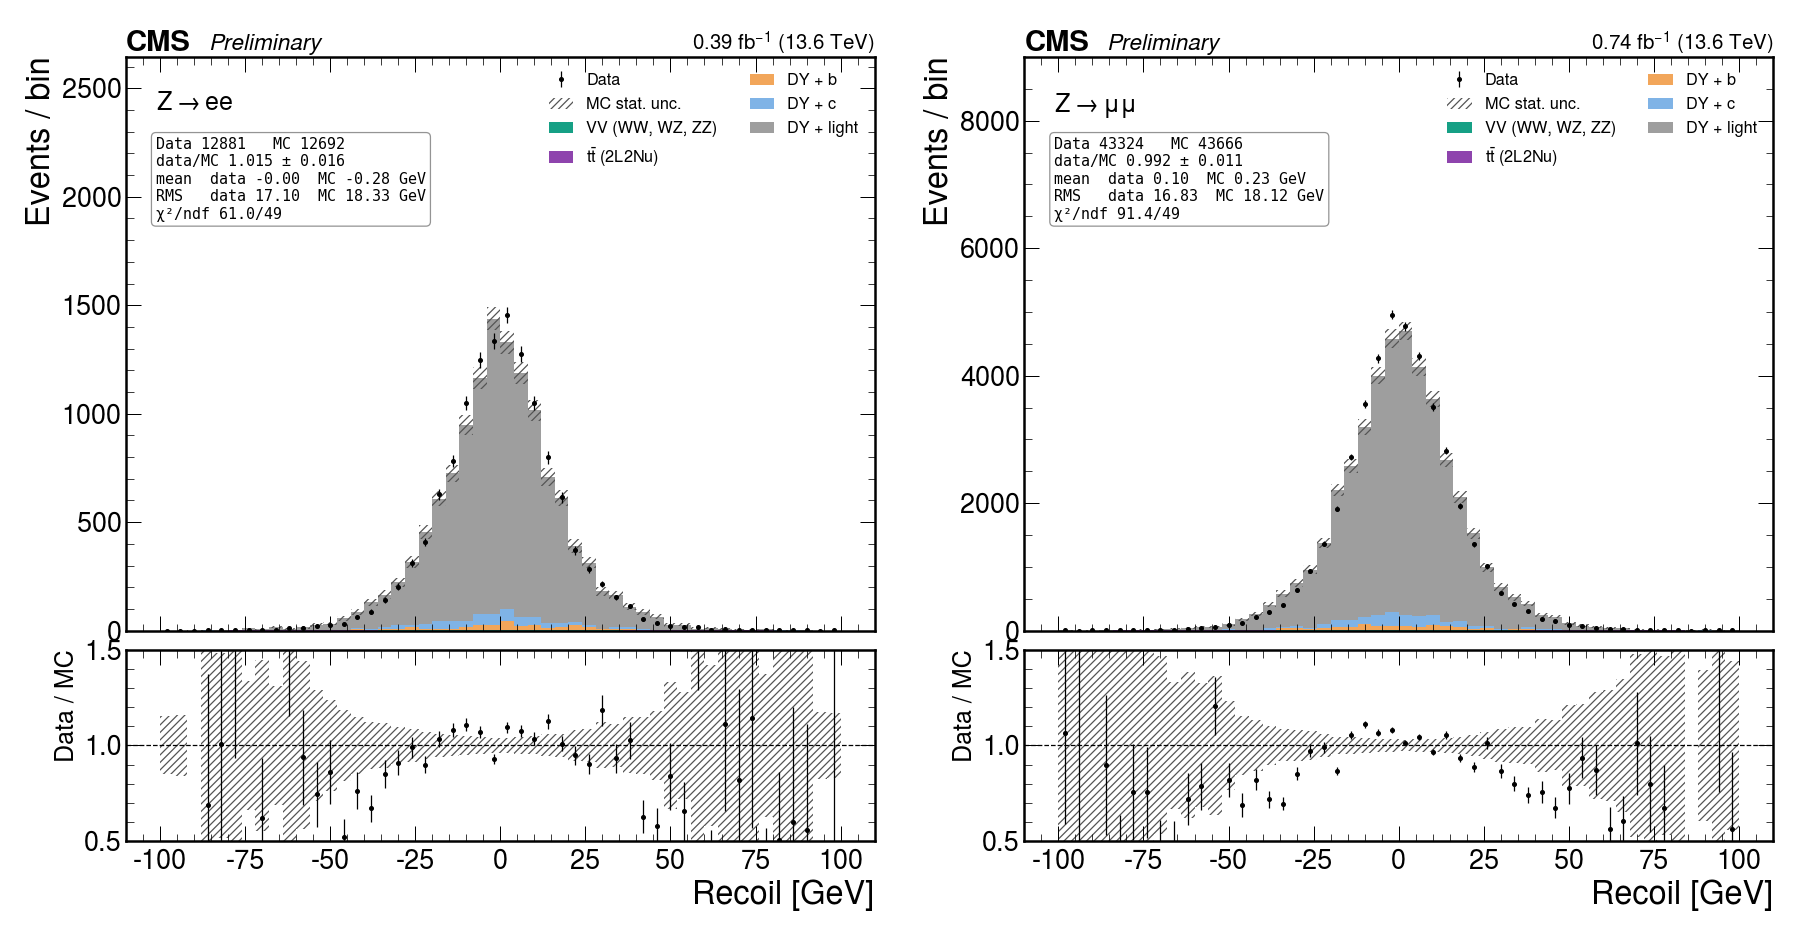 CMS Preliminary 0.39 fb⁻¹ (13.6 TeV)
Events / bin
2500
2000
1500
1000
500
0
Z→ee
Data 12881   MC 12692
data/MC 1.015 ± 0.016
mean  data -0.00  MC -0.28 GeV
RMS   data 17.10  MC 18.33 GeV
χ²/ndf 61.0/49
Data
MC stat. unc.
VV (WW, WZ, ZZ)
tt̄ (2L2Nu)
DY + b
DY + c
DY + light
Data / MC
1.5
1.0
0.5
-100 -75 -50 -25 0 25 50 75 100
Recoil [GeV]
CMS Preliminary 0.74 fb⁻¹ (13.6 TeV)
Events / bin
8000
6000
4000
2000
0
Z→μμ
Data 43324   MC 43666
data/MC 0.992 ± 0.011
mean  data 0.10  MC 0.23 GeV
RMS   data 16.83  MC 18.12 GeV
χ²/ndf 91.4/49
Data
MC stat. unc.
VV (WW, WZ, ZZ)
tt̄ (2L2Nu)
DY + b
DY + c
DY + light
Data / MC
1.5
1.0
0.5
-100 -75 -50 -25 0 25 50 75 100
Recoil [GeV]